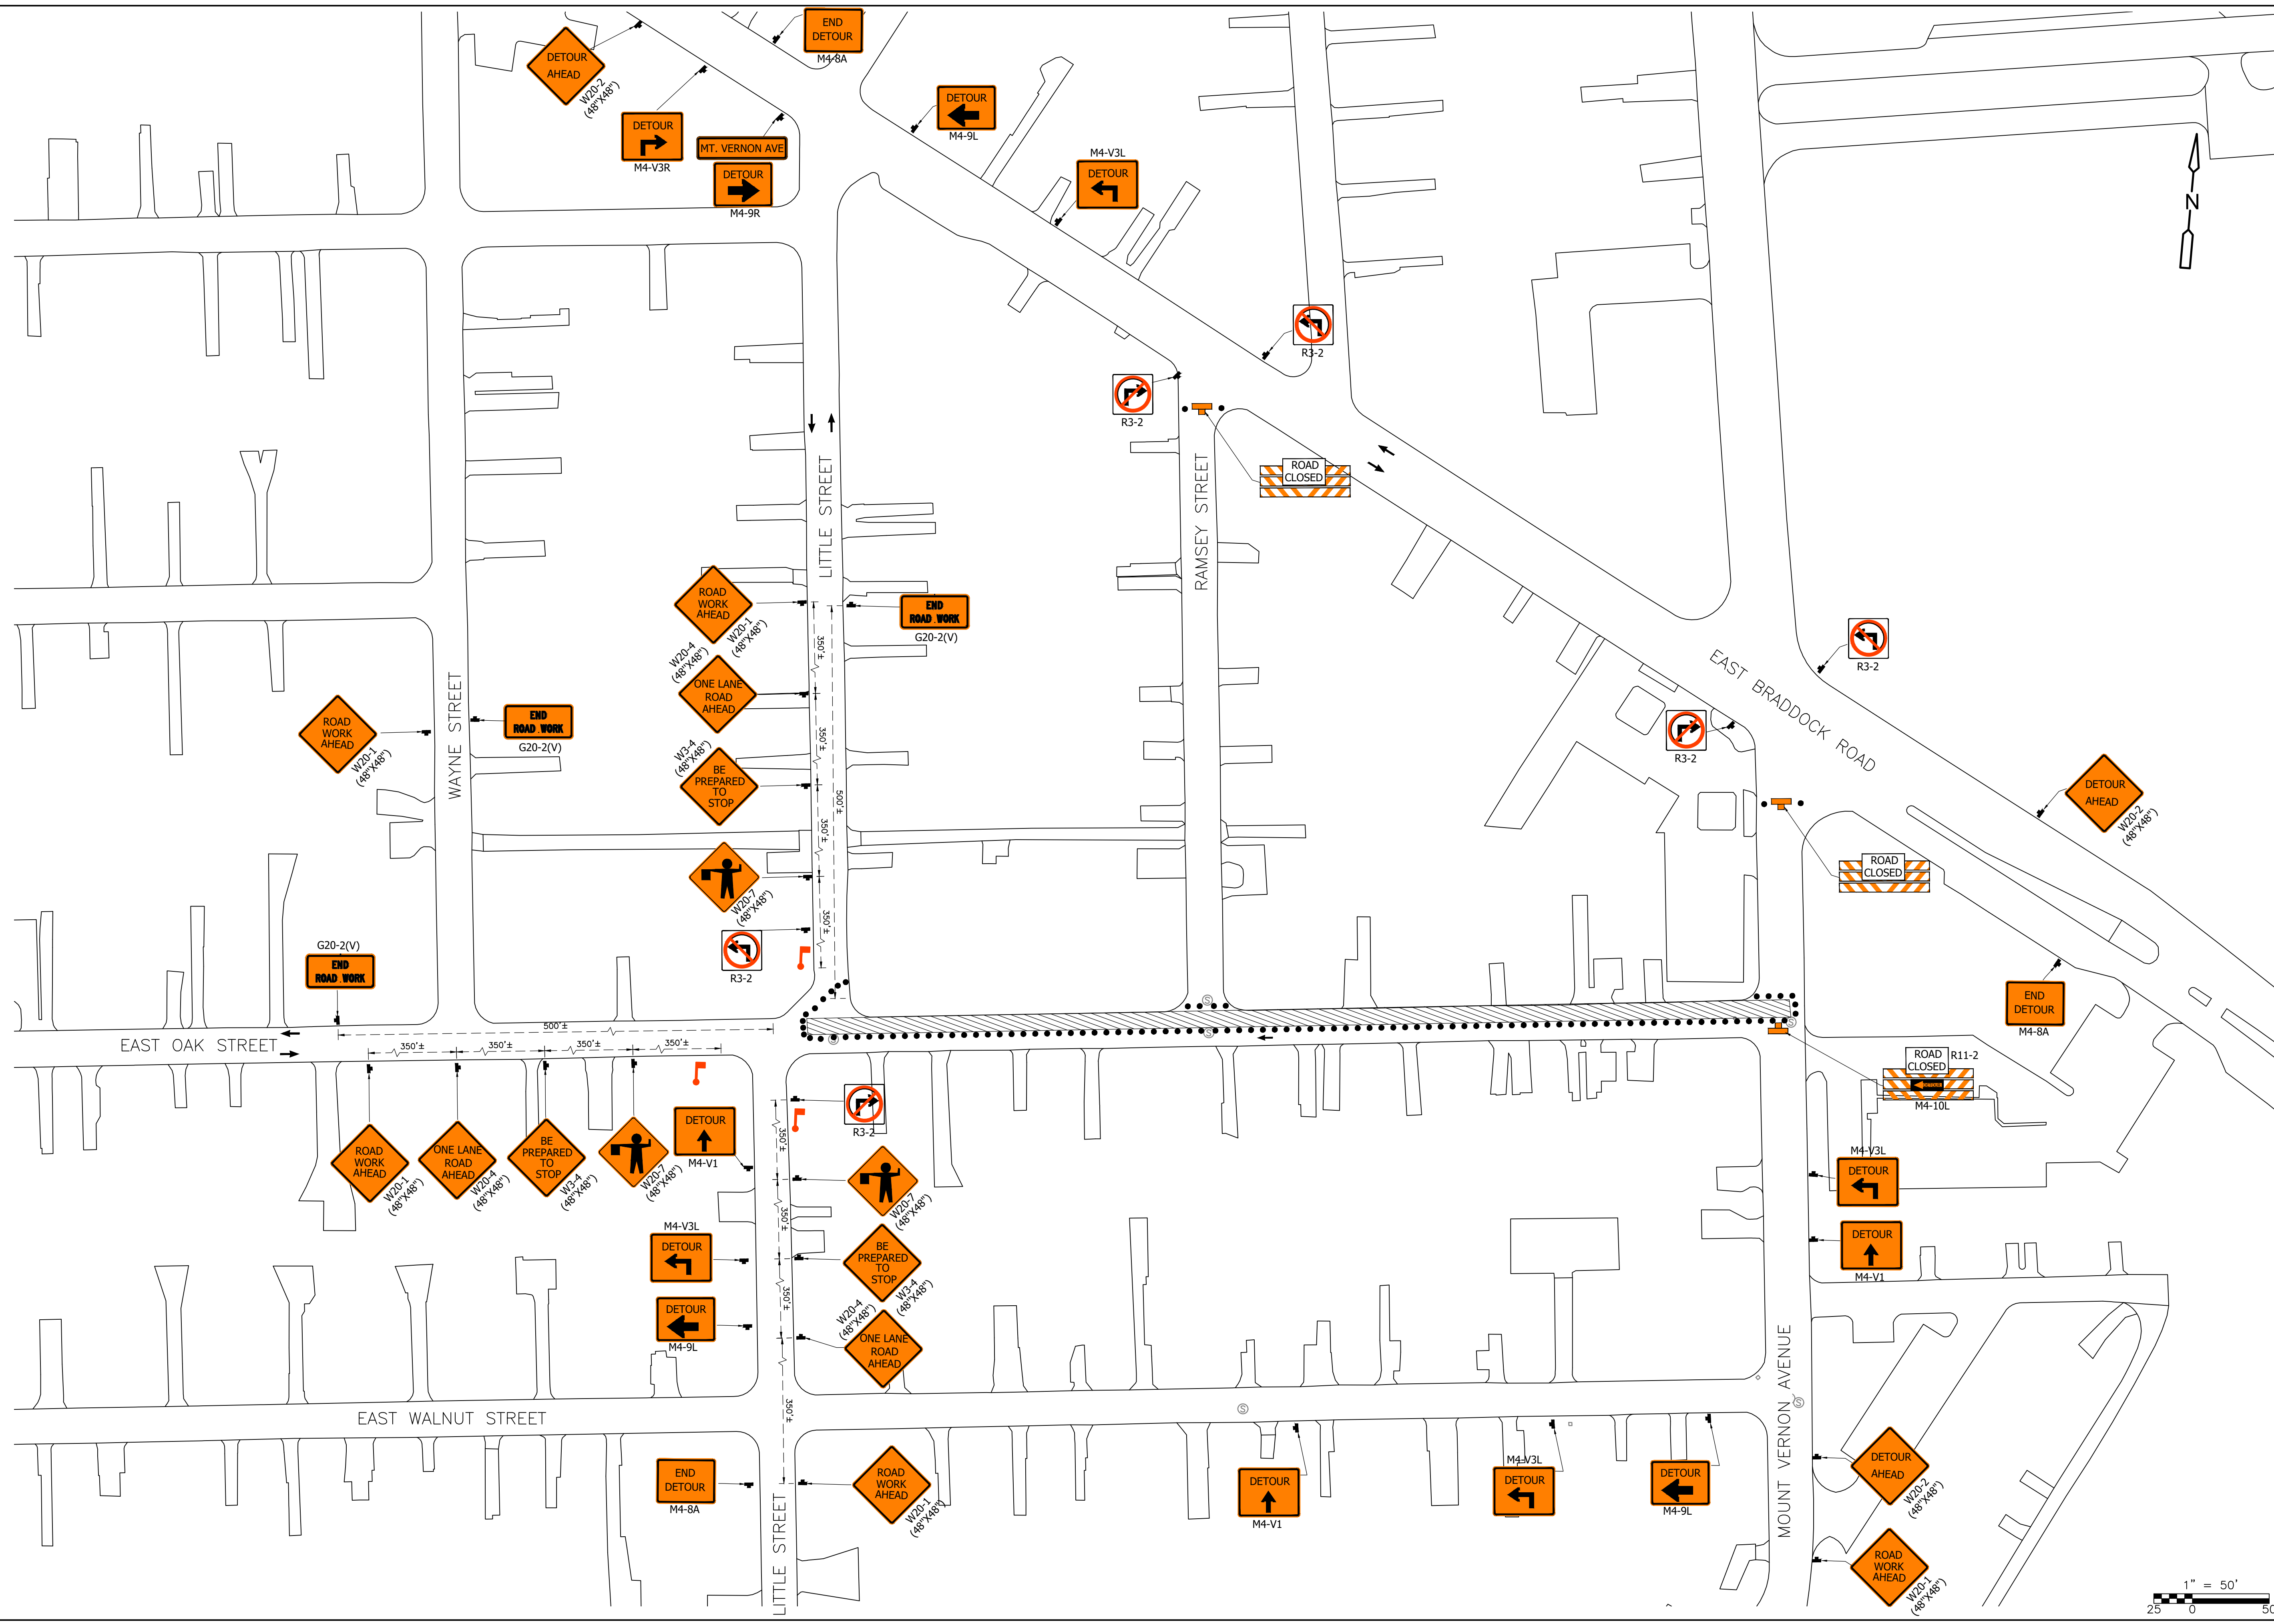 END
DETOUR
M4-8A
DETOUR
AHEAD
W20-2
(48"X48")
DETOUR
M4-V3R
MT. VERNON AVE
DETOUR
M4-9R
DETOUR
M4-9L
M4-V3L
DETOUR
N
R3-2
R3-2
ROAD
CLOSED
LITTLE STREET
RAMSEY STREET
ROAD
WORK
AHEAD
W20-1
(48"X48")
END
ROAD WORK
G20-2(V)
350'±
W20-4
(48"X48")
ONE LANE
ROAD
AHEAD
350'±
W3-4
(48"X48")
BE
PREPARED
TO
STOP
500'±
350'±
W20-7
(48"X48")
350'±
R3-2
WAYNE STREET
ROAD
WORK
AHEAD
W20-1
(48"X48")
END
ROAD WORK
G20-2(V)
EAST BRADDOCK ROAD
R3-2
R3-2
DETOUR
AHEAD
W20-2
(48"X48")
ROAD
CLOSED
END
DETOUR
M4-8A
G20-2(V)
END
ROAD WORK
500'±
EAST OAK STREET
350'±
350'±
350'±
350'±
S
S
S
S
ROAD
CLOSED
R11-2
DETOUR
M4-10L
ROAD
WORK
AHEAD
W20-1
(48"X48")
ONE LANE
ROAD
AHEAD
W20-4
(48"X48")
BE
PREPARED
TO
STOP
W3-4
(48"X48")
W20-7
(48"X48")
DETOUR
M4-V1
R3-2
350'±
W20-7
(48"X48")
350'±
BE
PREPARED
TO
STOP
W3-4
(48"X48")
350'±
W20-4
(48"X48")
ONE LANE
ROAD
AHEAD
350'±
M4-V3L
DETOUR
DETOUR
M4-9L
M4-V3L
DETOUR
DETOUR
M4-V1
EAST WALNUT STREET
S
S
MOUNT VERNON AVENUE
END
DETOUR
M4-8A
LITTLE STREET
ROAD
WORK
AHEAD
W20-1
(48"X48")
DETOUR
M4-V1
M4-V3L
DETOUR
DETOUR
M4-9L
DETOUR
AHEAD
W20-2
(48"X48")
ROAD
WORK
AHEAD
W20-1
(48"X48")
1" = 50'
25 0 50